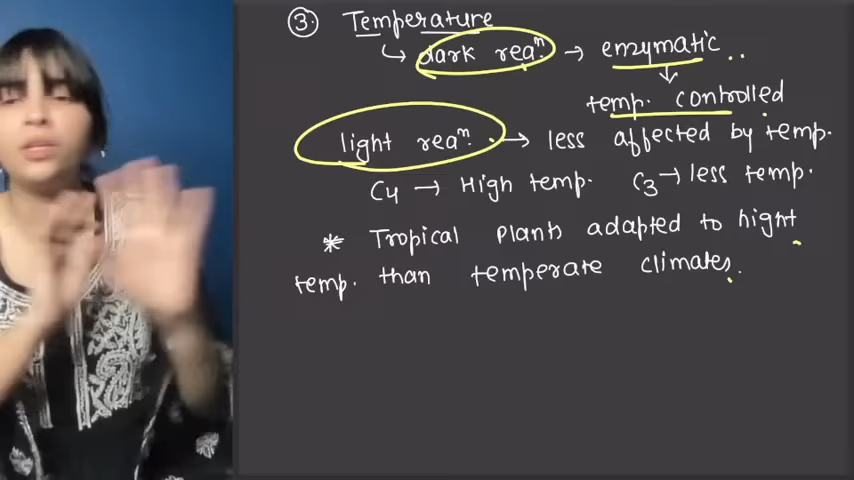 ③ Temperature
↳ dark reaⁿ. → enzymatic
↓
temp. controlled
light reaⁿ. → less affected by temp.
C4 → High temp. C3 → less temp.
* Tropical plants adapted to hight
temp. than temperate climates.